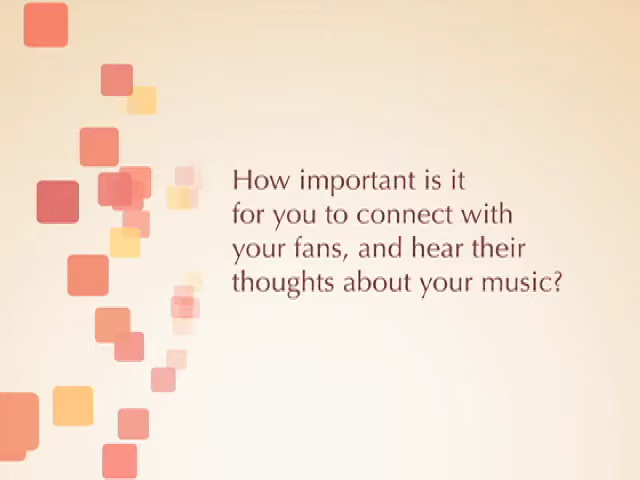 How important is it
for you to connect with
your fans, and hear their
thoughts about your music?